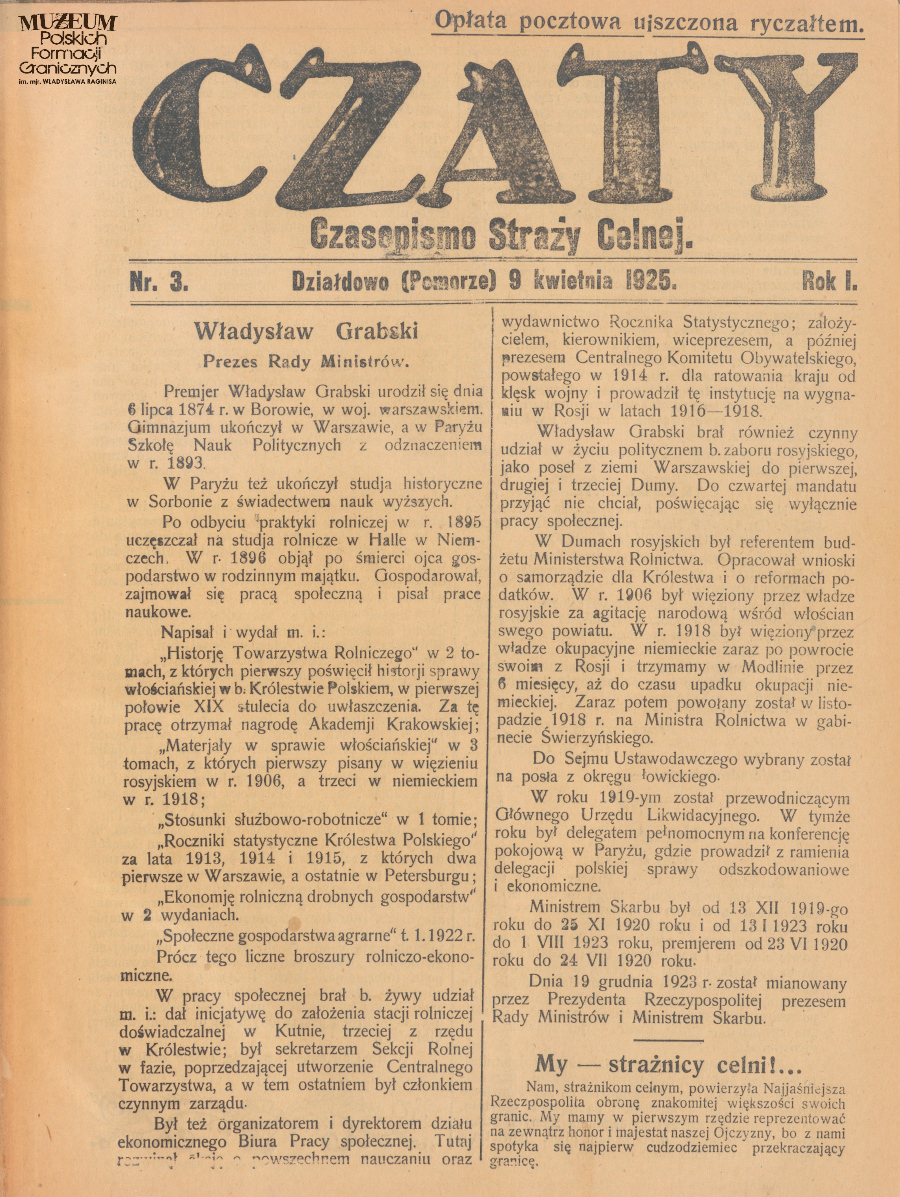 MUZEUM
Polskich
Formacji
Granicznych
im. mjr. WŁADYSŁAWA RAGINISA
Opłata pocztowa uiszczona ryczałtem.
CZATY
Czasopismo Straży Celnej.
Nr. 3. Działdowo (Pomorze) 9 kwietnia 1925. Rok I.
Władysław Grabski
Prezes Rady Ministrów.
Premjer Władysław Grabski urodził się dnia
6 lipca 1874 r. w Borowie, w woj. warszawskiem.
Gimnazjum ukończył w Warszawie, a w Paryżu
Szkołę Nauk Politycznych z odznaczeniem
w r. 1893.
W Paryżu też ukończył studja historyczne
w Sorbonie z świadectwem nauk wyższych.
Po odbyciu praktyki rolniczej w r. 1895
uczęszczał na studja rolnicze w Halle w Niem-
czech. W r. 1896 objął po śmierci ojca gos-
podarstwo w rodzinnym majątku. Gospodarował,
zajmował się pracą społeczną i pisał prace
naukowe.
Napisał i wydał m. i.:
„Historję Towarzystwa Rolniczego" w 2 to-
mach, z których pierwszy poświęcił historji sprawy
włościańskiej w b. Królestwie Polskiem, w pierwszej
połowie XIX stulecia do uwłaszczenia. Za tę
pracę otrzymał nagrodę Akademji Krakowskiej;
„Materjały w sprawie włościańskiej" w 3
tomach, z których pierwszy pisany w więzieniu
rosyjskiem w r. 1906, a trzeci w niemieckiem
w r. 1918;
„Stosunki służbowo-robotnicze" w 1 tomie;
„Roczniki statystyczne Królestwa Polskiego"
za lata 1913, 1914 i 1915, z których dwa
pierwsze w Warszawie, a ostatnie w Petersburgu;
„Ekonomję rolniczną drobnych gospodarstw"
w 2 wydaniach.
„Społeczne gospodarstwa agrarne" t. 1. 1922 r.
Prócz tego liczne broszury rolniczo-ekono-
miczne.
W pracy społecznej brał b. żywy udział
m. i.: dał inicjatywę do założenia stacji rolniczej
doświadczalnej w Kutnie, trzeciej z rzędu
w Królestwie; był sekretarzem Sekcji Rolnej
w fazie, poprzedzającej utworzenie Centralnego
Towarzystwa, a w tem ostatniem był członkiem
czynnym zarządu.
Był też órganizatorem i dyrektorem działu
ekonomicznego Biura Pracy społecznej. Tutaj
powszechnem nauczaniu oraz
wydawnictwo Rocznika Statystycznego; założy-
cielem, kierownikiem, wiceprezesem, a później
prezesem Centralnego Komitetu Obywatelskiego,
powstałego w 1914 r. dla ratowania kraju od
klęsk wojny i prowadził tę instytucję na wygna-
niu w Rosji w latach 1916—1918.
Władysław Grabski brał również czynny
udział w życiu politycznem b. zaboru rosyjskiego,
jako poseł z ziemi Warszawskiej do pierwszej,
drugiej i trzeciej Dumy. Do czwartej mandatu
przyjąć nie chciał, poświęcając się wyłącznie
pracy społecznej.
W Dumach rosyjskich był referentem bud-
żetu Ministerstwa Rolnictwa. Opracował wnioski
o samorządzie dla Królestwa i o reformach po-
datków. W r. 1906 był więziony przez władze
rosyjskie za agitację narodową wśród włościan
swego powiatu. W r. 1918 był więziony przez
władze okupacyjne niemieckie zaraz po powrocie
swoim z Rosji i trzymamy w Modlinie przez
6 miesięcy, aż do czasu upadku okupacji nie-
mieckiej. Zaraz potem powołany został w listo-
padzie 1918 r. na Ministra Rolnictwa w gabi-
necie Świerzyńskiego.
Do Sejmu Ustawodawczego wybrany został
na posła z okręgu łowickiego.
W roku 1919-ym został przewodniczącym
Głównego Urzędu Likwidacyjnego. W tymże
roku był delegatem pełnomocnym na konferencję
pokojową w Paryżu, gdzie prowadził z ramienia
delegacji polskiej sprawy odszkodowaniowe
i ekonomiczne.
Ministrem Skarbu był od 13 XII 1919-go
roku do 25 XI 1920 roku i od 13 I 1923 roku
do 1 VIII 1923 roku, premjerem od 23 VI 1920
roku do 24 VII 1920 roku.
Dnia 19 grudnia 1923 r. został mianowany
przez Prezydenta Rzeczypospolitej prezesem
Rady Ministrów i Ministrem Skarbu.
My — strażnicy celni!...
Nam, strażnikom celnym, powierzyła Najjaśniejsza
Rzeczpospolita obronę znakomitej większości swoich
granic. My mamy w pierwszym rzędzie reprezentować
na zewnątrz honor i majestat naszej Ojczyzny, bo z nami
spotyka się najpierw cudzodziemiec przekraczający
granicę.